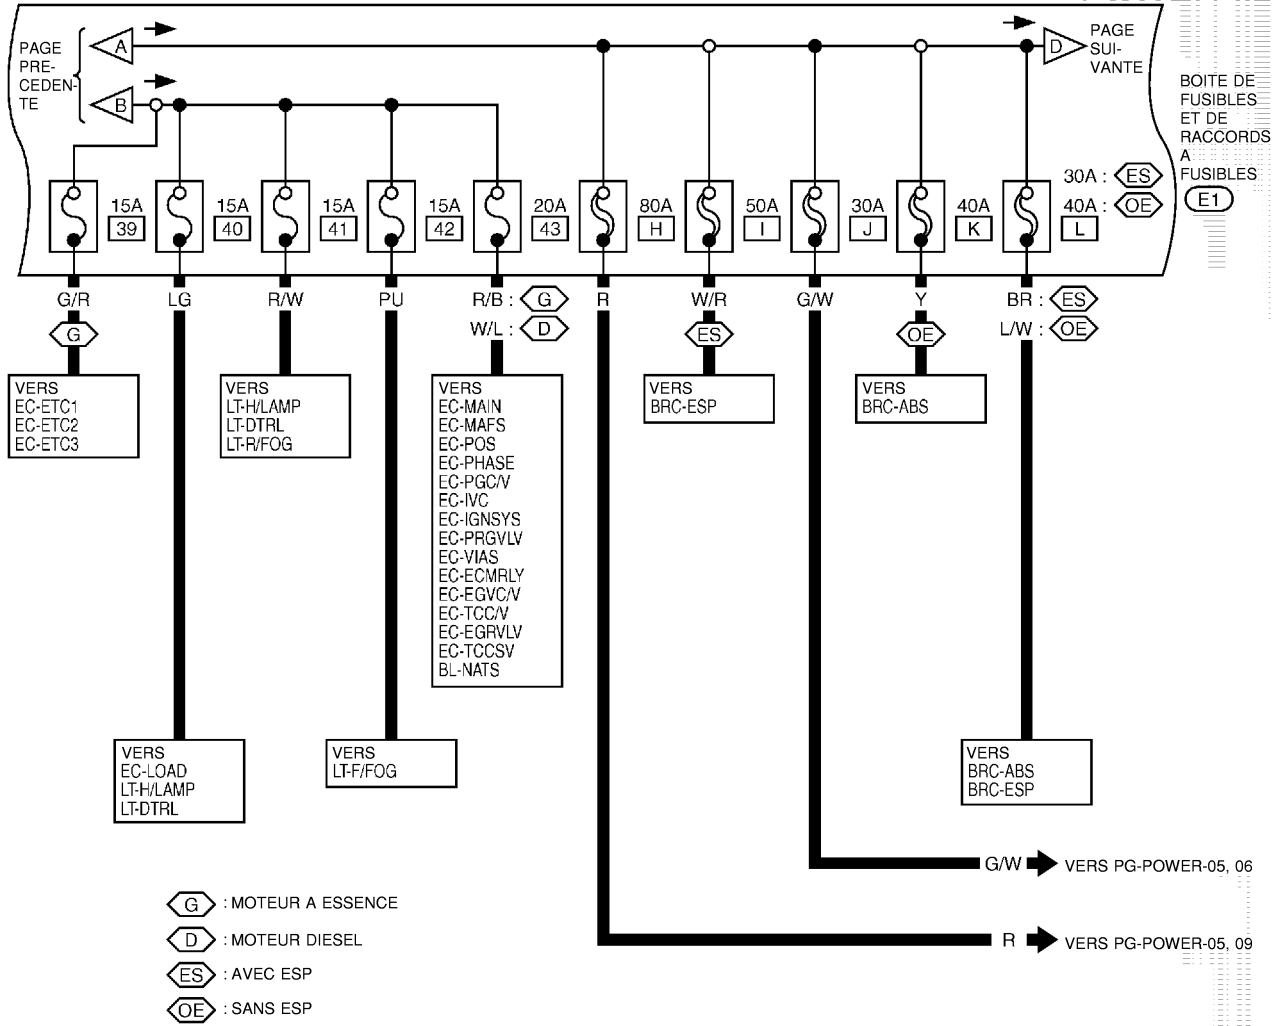 PAGE
PRE-
CEDEN-
TE
A
B
D
PAGE
SUI-
VANTE
BOITE DE
FUSIBLES
ET DE
RACCORDS
A
FUSIBLES
E1
15A
39
15A
40
15A
41
15A
42
20A
43
80A
H
50A
I
30A
J
40A
K
30A : ES
40A : OE
L
G/R
G
LG
R/W
PU
R/B : G
W/L : D
R
W/R
ES
G/W
Y
OE
BR : ES
L/W : OE
VERS
EC-ETC1
EC-ETC2
EC-ETC3
VERS
LT-H/LAMP
LT-DTRL
LT-R/FOG
VERS
EC-MAIN
EC-MAFS
EC-POS
EC-PHASE
EC-PGC/V
EC-IVC
EC-IGNSYS
EC-PRGVLV
EC-VIAS
EC-ECMRLY
EC-EGVC/V
EC-TCC/V
EC-EGRVLV
EC-TCCSV
BL-NATS
VERS
BRC-ESP
VERS
BRC-ABS
VERS
EC-LOAD
LT-H/LAMP
LT-DTRL
VERS
LT-F/FOG
VERS
BRC-ABS
BRC-ESP
G/W VERS PG-POWER-05, 06
R VERS PG-POWER-05, 09
G : MOTEUR A ESSENCE
D : MOTEUR DIESEL
ES : AVEC ESP
OE : SANS ESP